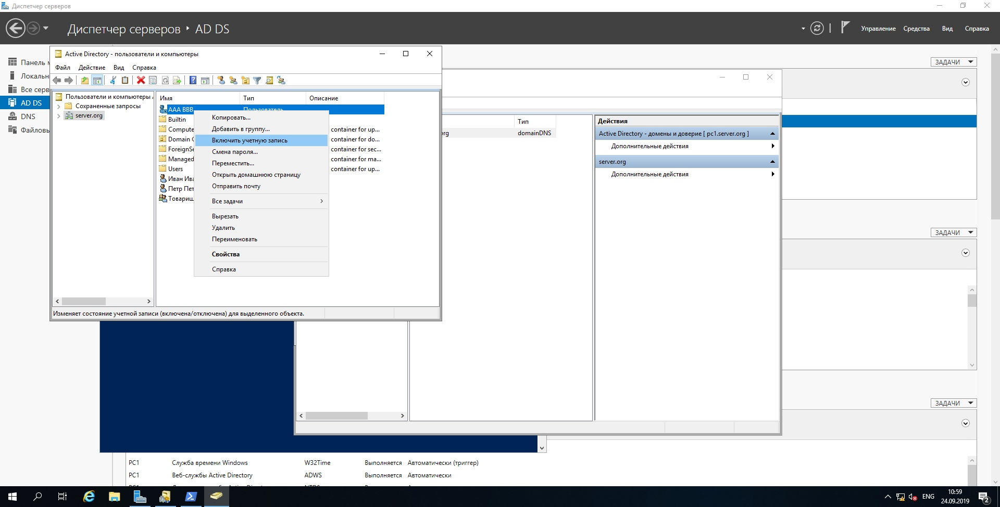 Диспетчер серверов
Диспетчер серверов ‣ AD DS
Управление Средства Вид Справка
Панель
Локальн
Все серв
AD DS
DNS
Файловы
Active Directory - пользователи и компьютеры
Файл Действие Вид Справка
Пользователи и компьютеры
Сохраненные запросы
server.org
Имя Тип Описание
AAA BBB Пользователь
Builtin
Compute container for up...
Domain container for do...
ForeignSe container for sec...
Managed container for ma...
Users container for up...
Иван Ива
Петр Пет
Товарищ
Копировать...
Добавить в группу...
Включить учетную запись
Смена пароля...
Переместить...
Открыть домашнюю страницу
Отправить почту
Все задачи
Вырезать
Удалить
Переименовать
Свойства
Справка
Изменяет состояние учетной записи (включена/отключена) для выделенного объекта.
Тип
org domainDNS
Действия
Active Directory - домены и доверие [ pc1.server.org ]
Дополнительные действия
server.org
Дополнительные действия
ЗАДАЧИ
ЗАДАЧИ
ЗАДАЧИ
PC1 Служба времени Windows W32Time Выполняется Автоматически (триггер)
PC1 Веб-службы Active Directory ADWS Выполняется Автоматически
ENG
10:59
24.09.2019
2